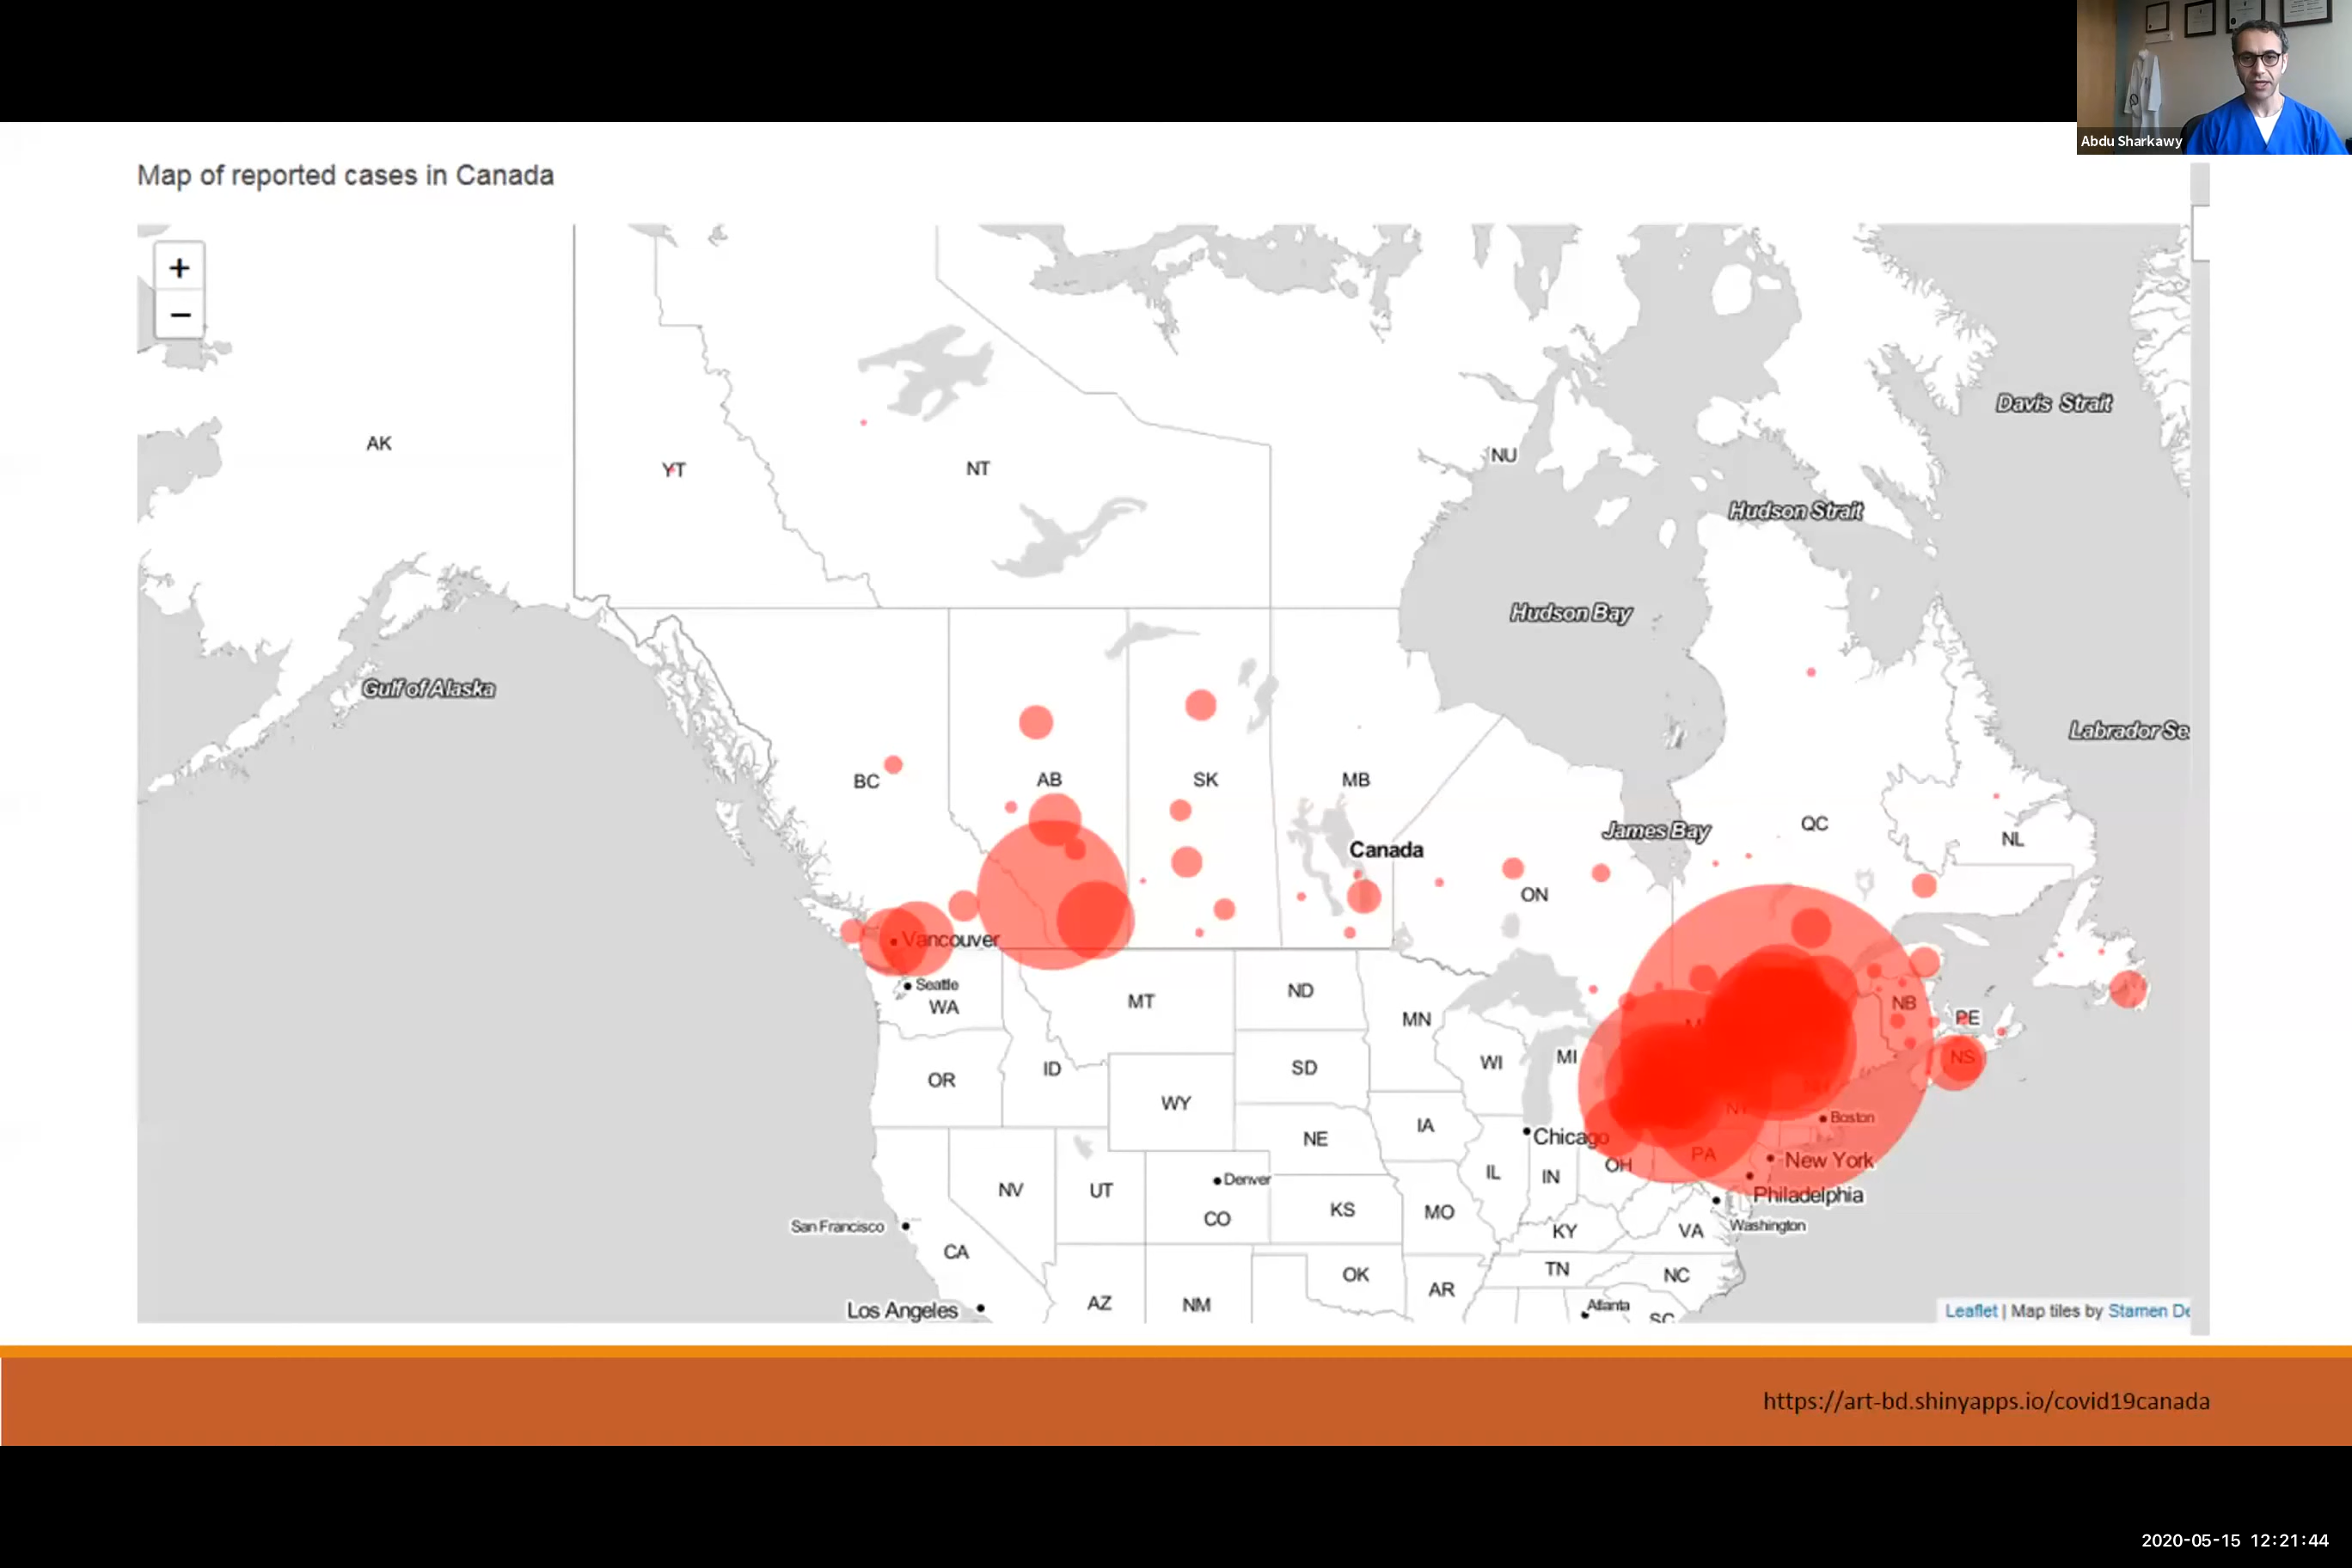 Abdu Sharkawy
Map of reported cases in Canada
+
−
Davis Strait
AK
YT
NT
NU
Hudson Strait
Hudson Bay
Gulf of Alaska
Labrador Se
BC
AB
SK
MB
James Bay
QC
NL
Canada
ON
Vancouver
Seattle
WA
MT
ND
MN
NB
PE
NS
OR
ID
SD
WI
MI
WY
NE
IA
Chicago
Boston
PA
New York
OH
NV
UT
Denver
CO
KS
MO
IL
IN
Philadelphia
San Francisco
CA
KY
VA
Washington
OK
AR
TN
NC
Los Angeles
AZ
NM
Atlanta
SC
Leaflet | Map tiles by Stamen De
https://art-bd.shinyapps.io/covid19canada
2020-05-15 12:21:44